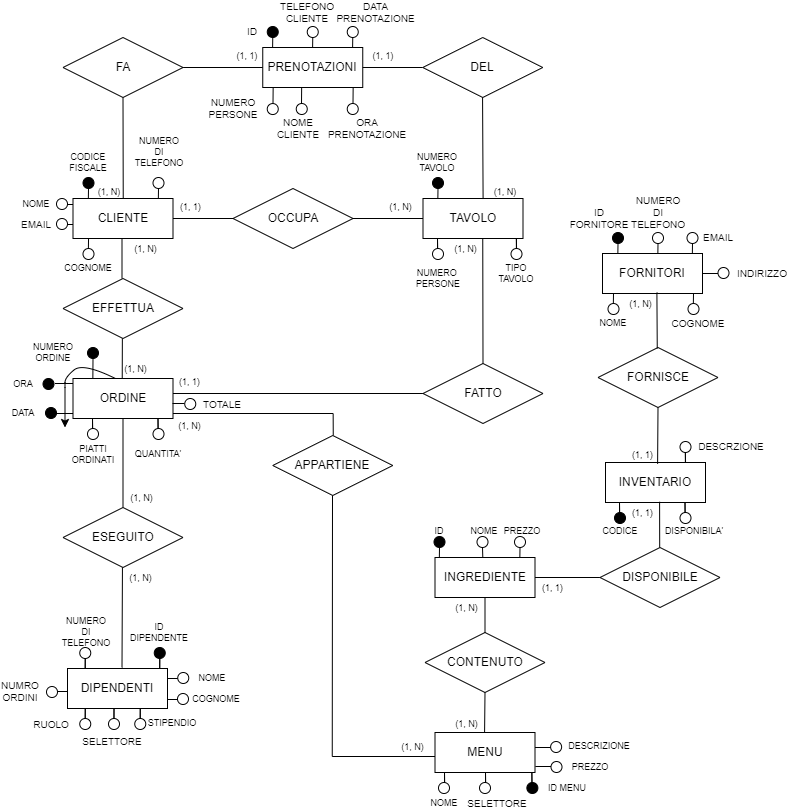 TELEFONO
CLIENTE
DATA
PRENOTAZIONE
ID
FA
(1, 1)
PRENOTAZIONI
(1, 1)
DEL
NUMERO
PERSONE
NOME
CLIENTE
ORA
PRENOTAZIONE
CODICE
FISCALE
NUMERO
DI
TELEFONO
NUMERO
TAVOLO
(1, N)
(1, N)
NOME
EMAIL
CLIENTE
(1, 1)
OCCUPA
(1, N)
TAVOLO
COGNOME
(1, N)
(1, N)
NUMERO
PERSONE
TIPO
TAVOLO
ID
FORNITORE
NUMERO
DI
TELEFONO
EMAIL
FORNITORI
INDIRIZZO
NOME
(1, N)
COGNOME
EFFETTUA
NUMERO
ORDINE
(1, N)
ORA
DATA
ORDINE
(1, 1)
TOTALE
(1, N)
FATTO
FORNISCE
PIATTI
ORDINATI
QUANTITA'
APPARTIENE
(1, 1)
DESCRZIONE
INVENTARIO
(1, 1)
CODICE
DISPONIBILA'
(1, N)
ESEGUITO
(1, N)
ID
NOME
PREZZO
INGREDIENTE
(1, 1)
DISPONIBILE
(1, N)
CONTENUTO
(1, N)
NUMERO
DI
TELEFONO
ID
DIPENDENTE
NUMRO
ORDINI
DIPENDENTI
NOME
COGNOME
RUOLO
SELETTORE
STIPENDIO
(1, N)
MENU
DESCRIZIONE
PREZZO
NOME
SELETTORE
ID MENU